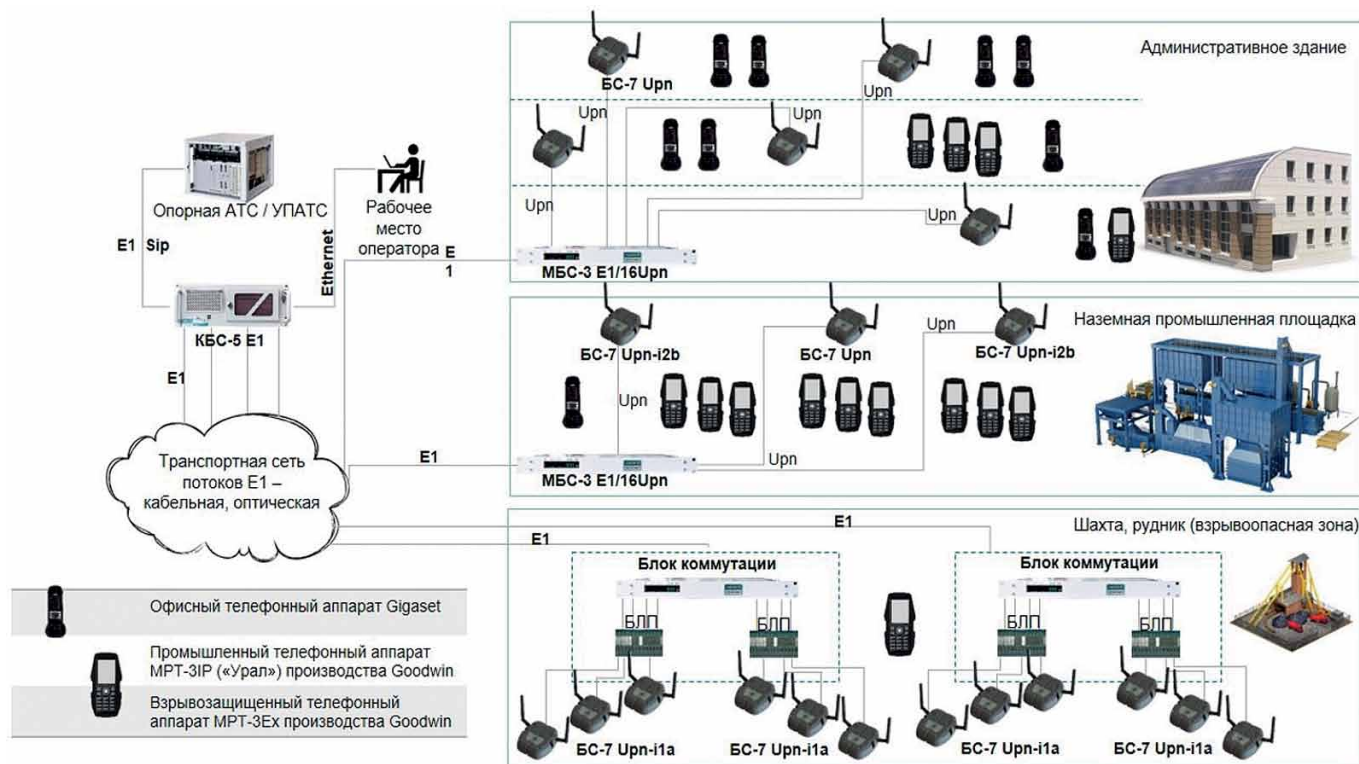 Административное здание
БС-7 Upn
Upn
Upn
Upn
Upn
Опорная АТС / УПАТС
Рабочее
место
оператора
Upn
Upn
E1
Sip
Ethernet
E
1
МБС-3 E1/16Upn
КБС-5 E1
E1
Наземная промышленная площадка
Upn
БС-7 Upn-i2b
БС-7 Upn
БС-7 Upn-i2b
Upn
Транспортная сеть
потоков E1 –
кабельная, оптическая
E1
Upn
МБС-3 E1/16Upn
E1
Шахта, рудник (взрывоопасная зона)
E1
Блок коммутации
Блок коммутации
БЛП
БЛП
БЛП
БЛП
Офисный телефонный аппарат Gigaset
Промышленный телефонный аппарат
МРТ-3IP («Урал») производства Goodwin
Взрывозащищенный телефонный
аппарат МРТ-3Ex производства Goodwin
БС-7 Upn-i1a
БС-7 Upn-i1a
БС-7 Upn-i1a
БС-7 Upn-i1a